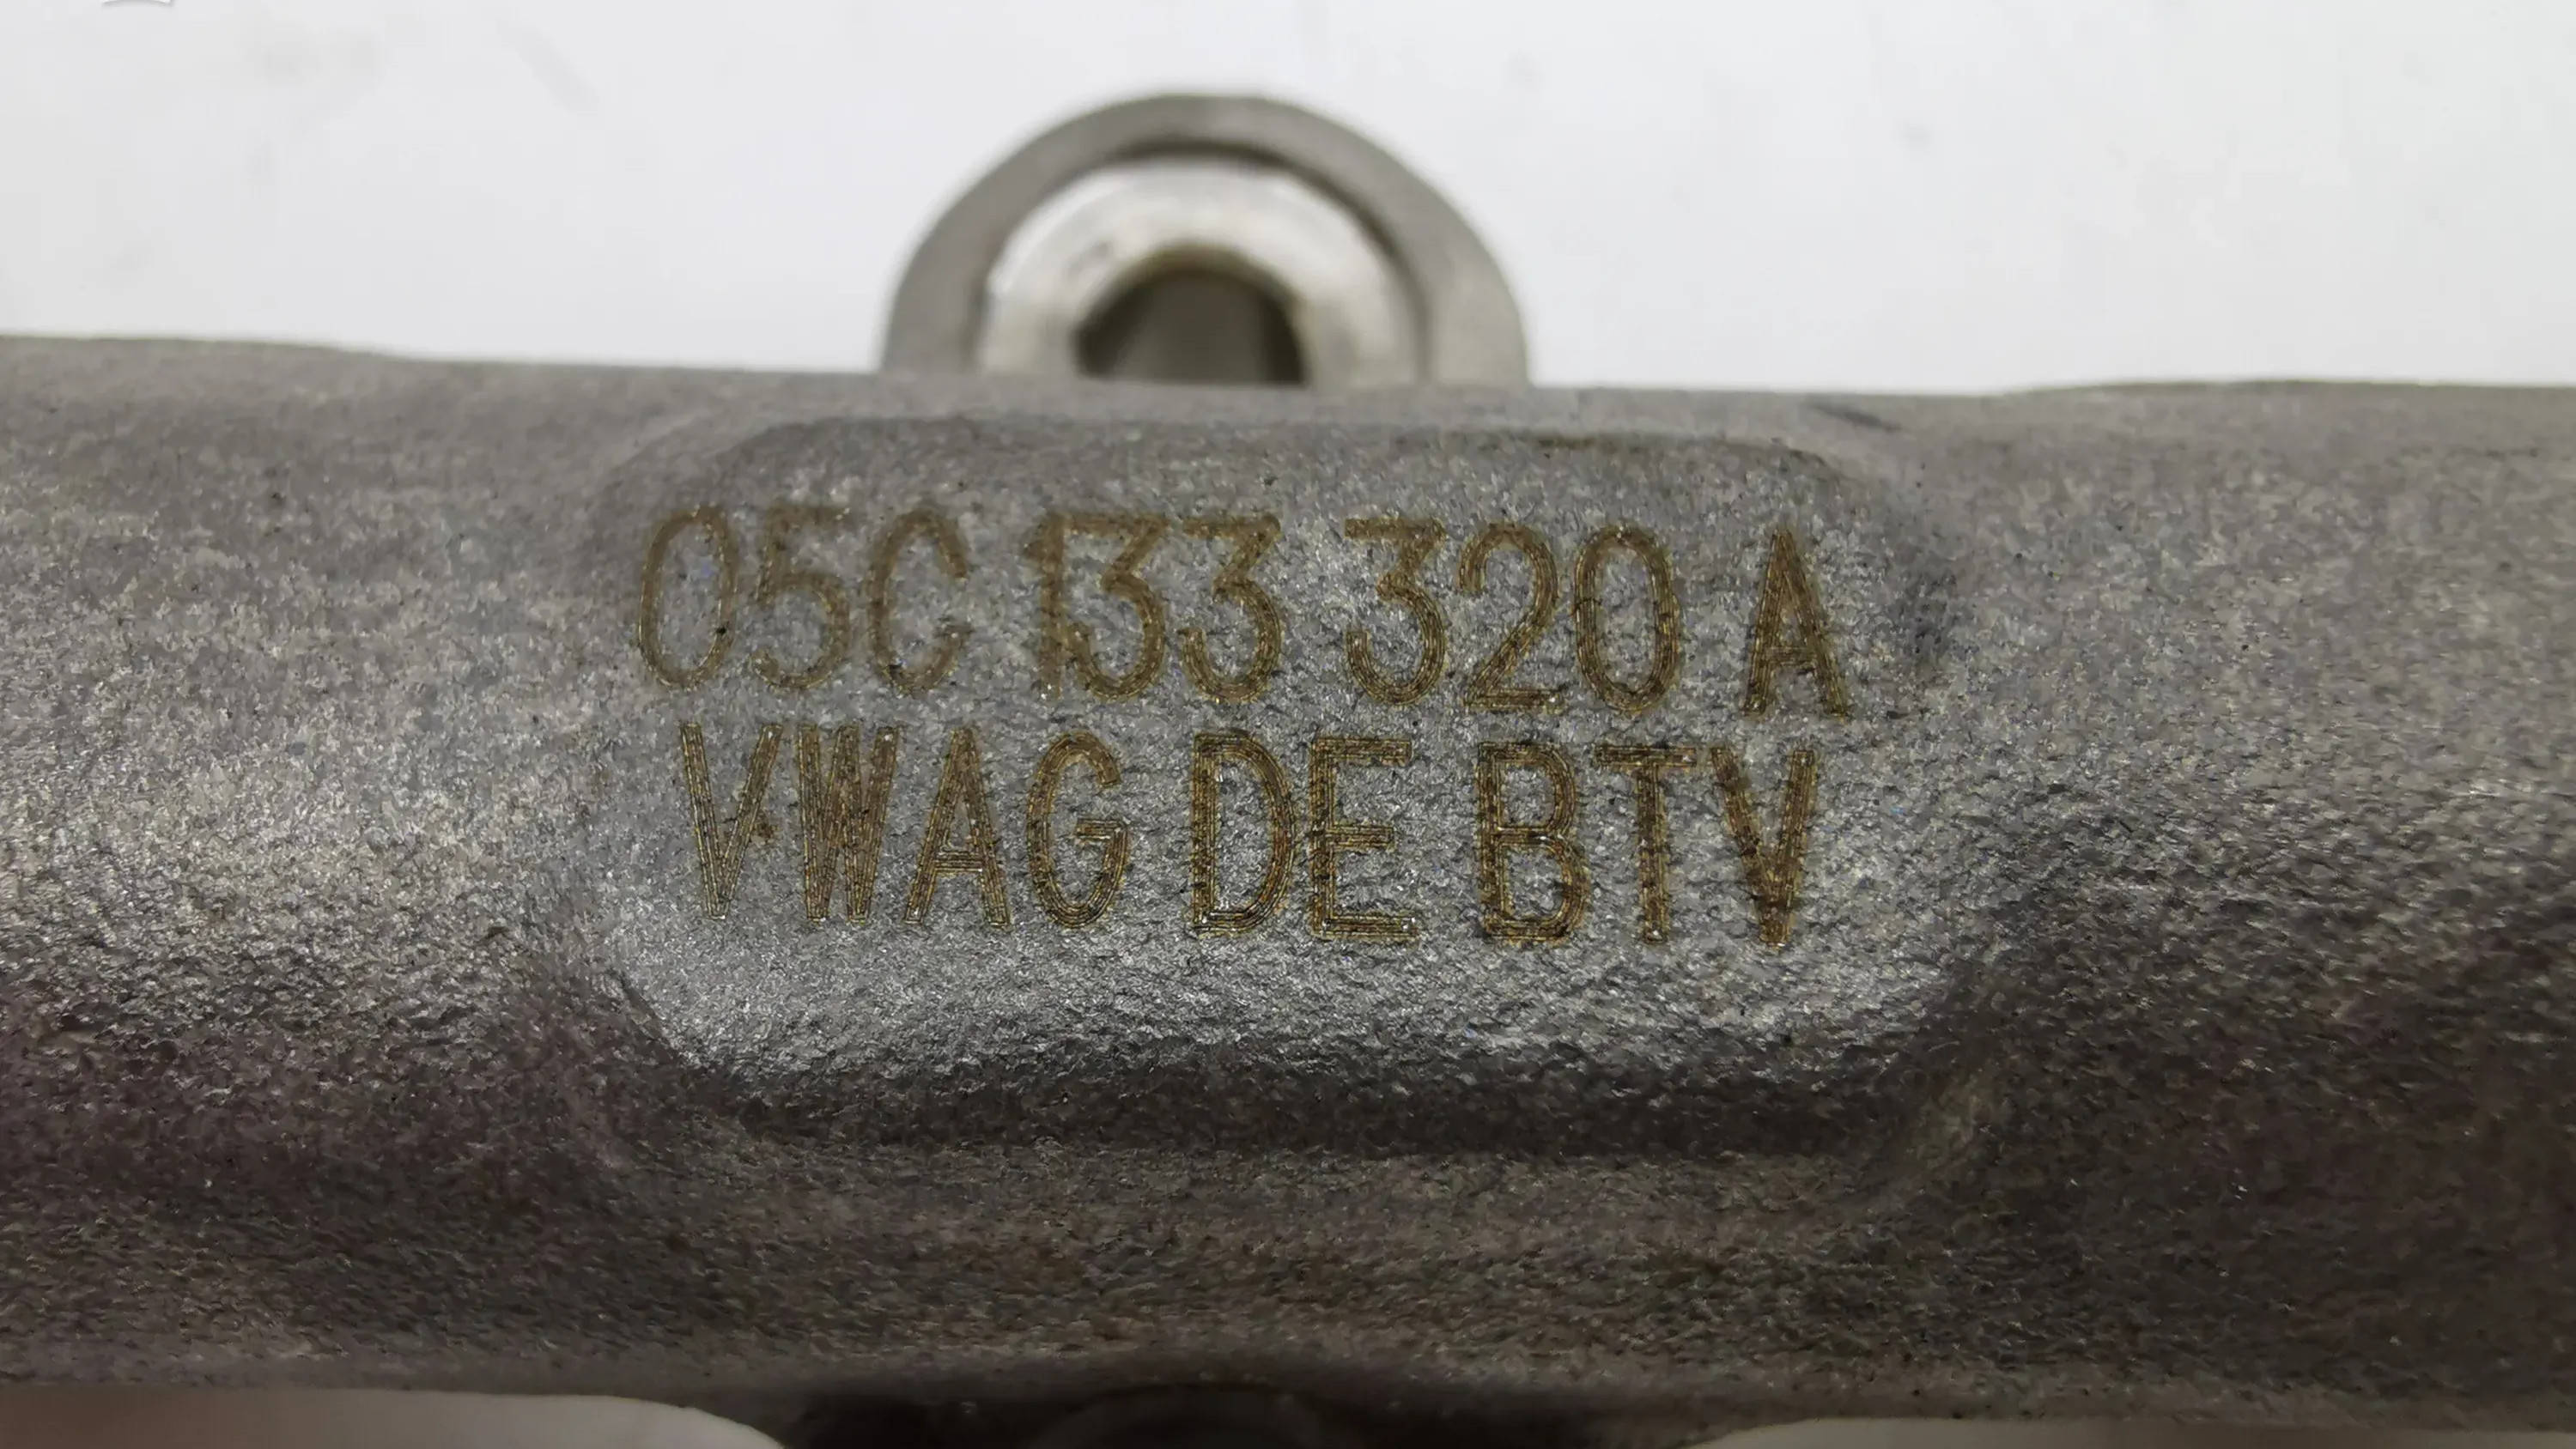 05C 133 320 A
VWAG DE BTV